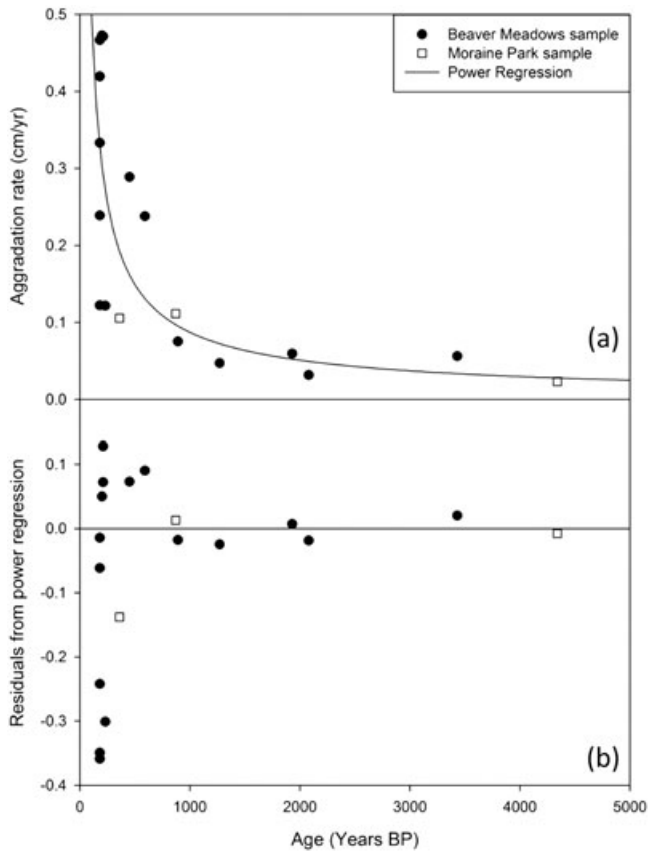 Beaver Meadows sample
Moraine Park sample
Power Regression
Aggradation rate (cm/yr)
0.5
0.4
0.3
0.2
0.1
0.0
(a)
Residuals from power regression
0.1
0.0
-0.1
-0.2
-0.3
-0.4
(b)
0 1000 2000 3000 4000 5000
Age (Years BP)